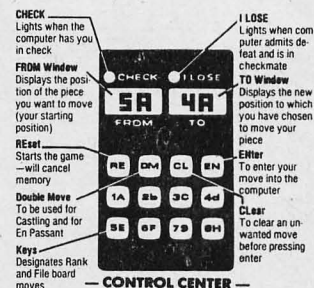 CHECK
Lights when the
computer has you
in check
FROM Window
Displays the posi-
tion of the piece
you want to move
(your starting
position)
REset
Starts the game
—will cancel
memory
Double Move
To be used for
Castling and for
En Passant
Keys
Designates Rank
and File board
moves
CHECK I LOSE
5A 4A
FROM TO
RE DM CL EN
1A 2b 3C 4d
5E 6F 7G 8H
— CONTROL CENTER —
I LOSE
Lights when com
puter admits de-
feat and is in
checkmate
TO Window
Displays the new
position to which
you have chosen
to move your
piece
ENter
To enter your
move into the
computer
CLear
To clear an un-
wanted move
before pressing
enter